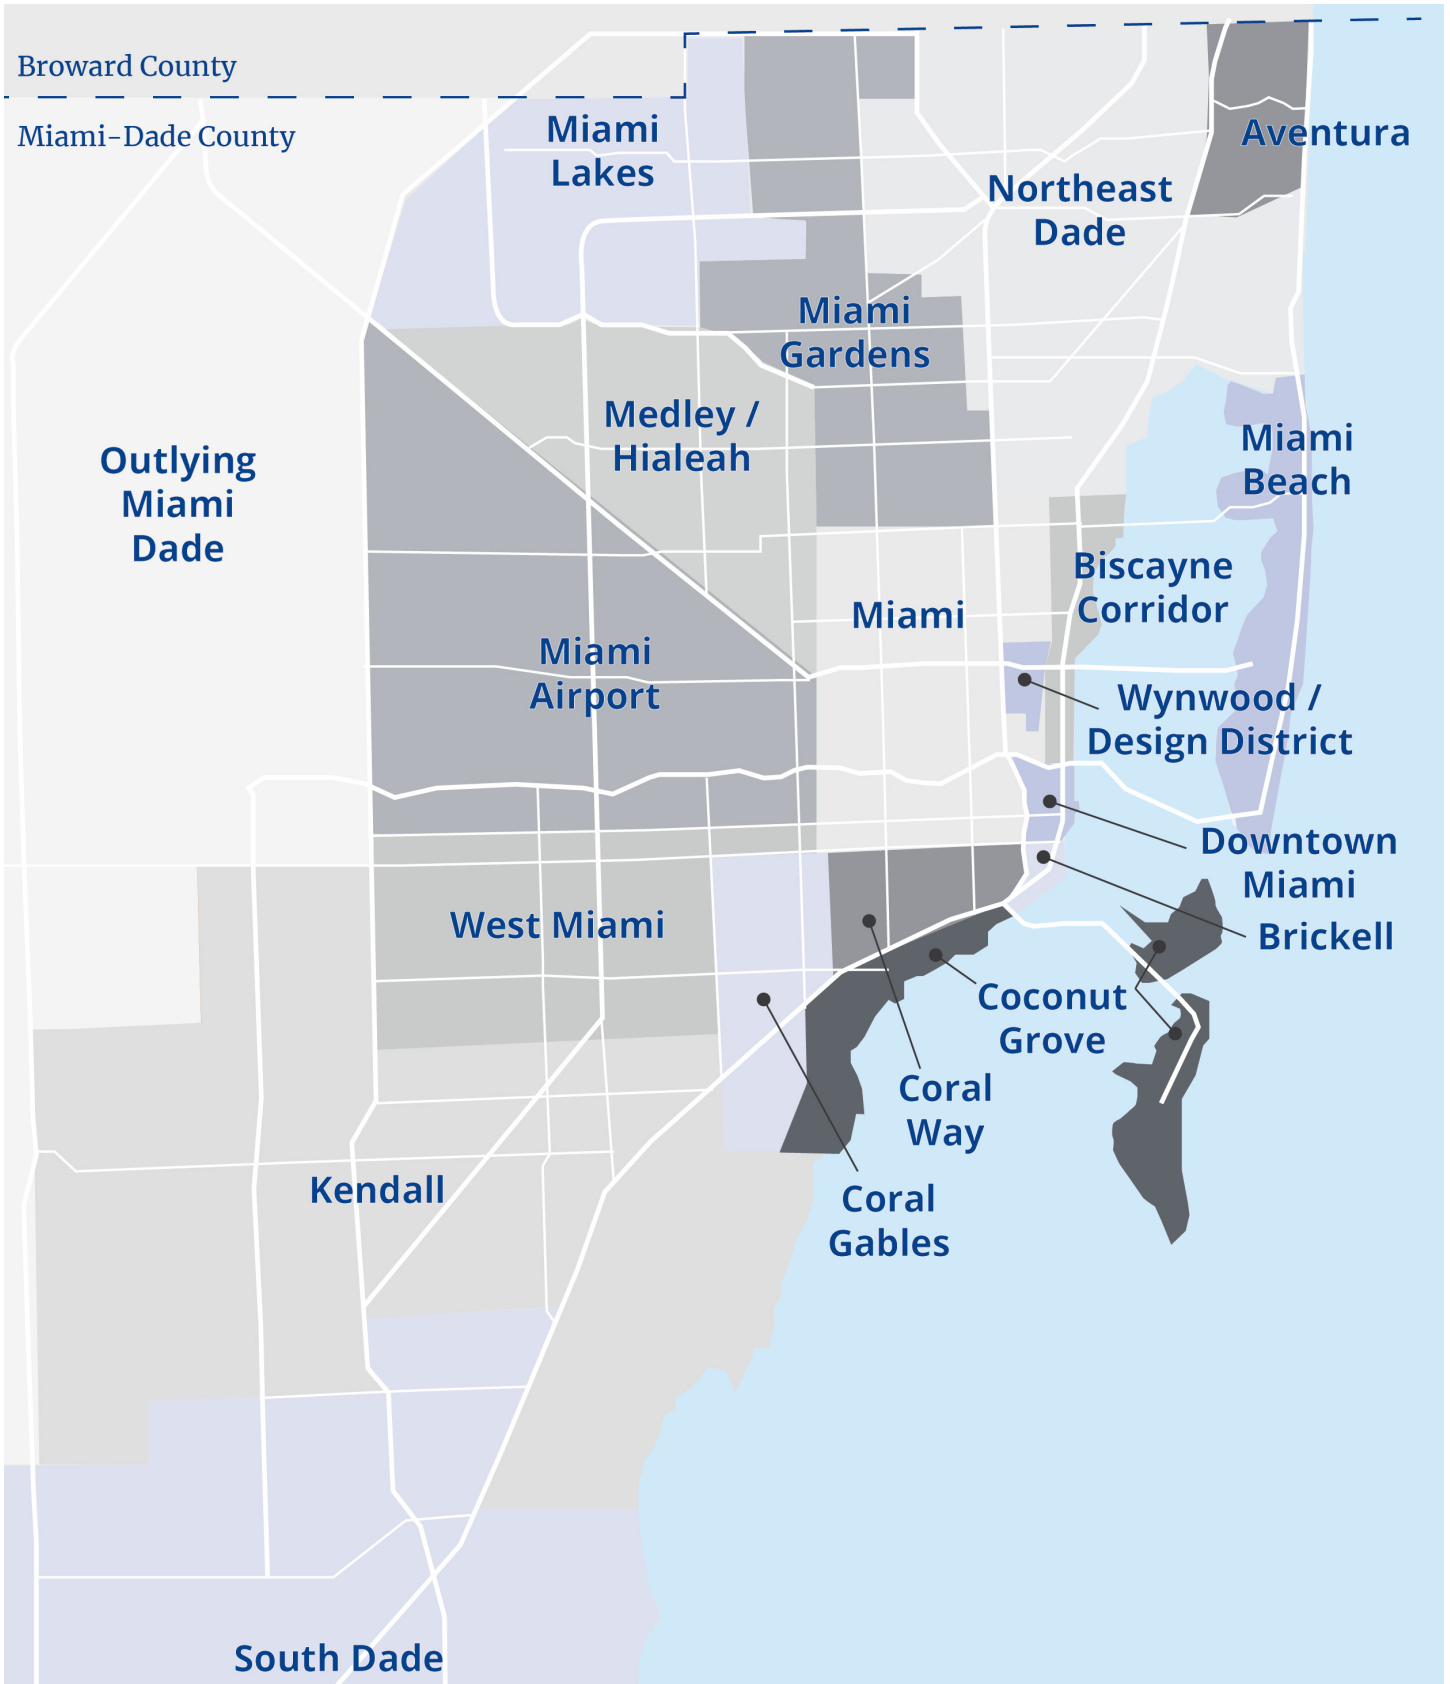 Broward County
Miami-Dade County
Miami
Lakes
Aventura
Northeast
Dade
Miami
Gardens
Medley /
Hialeah
Miami
Beach
Outlying
Miami
Dade
Biscayne
Corridor
Miami
Miami
Airport
Wynwood /
Design District
Downtown
Miami
West Miami
Brickell
Coconut
Grove
Coral
Way
Kendall
Coral
Gables
South Dade